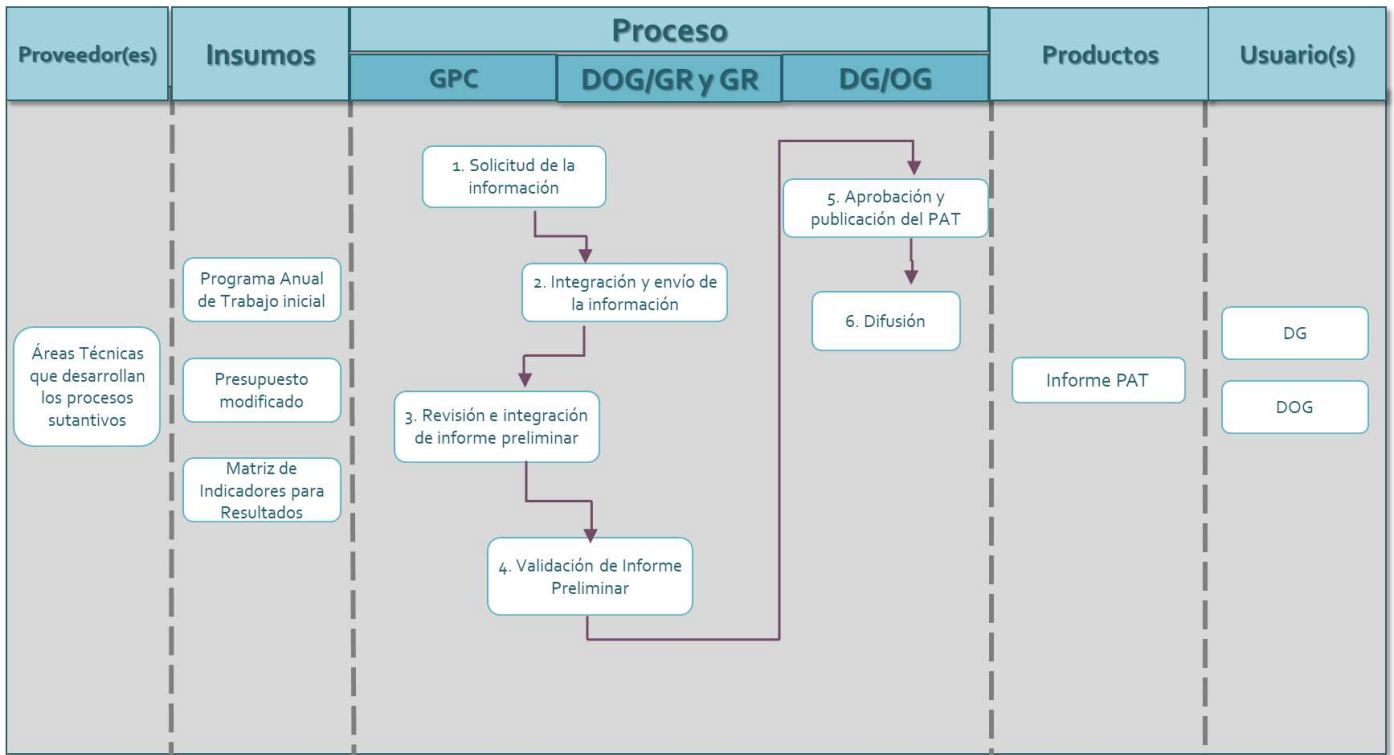 Proveedor(es)
Insumos
Proceso
GPC
DOG/GR y GR
DG/OG
Productos
Usuario(s)
Áreas Técnicas
que desarrollan
los procesos
sutantivos
Programa Anual
de Trabajo inicial
Presupuesto
modificado
Matriz de
Indicadores para
Resultados
1. Solicitud de la
información
2. Integración y envío de
la información
3. Revisión e integración
de informe preliminar
4. Validación de Informe
Preliminar
5. Aprobación y
publicación del PAT
6. Difusión
Informe PAT
DG
DOG